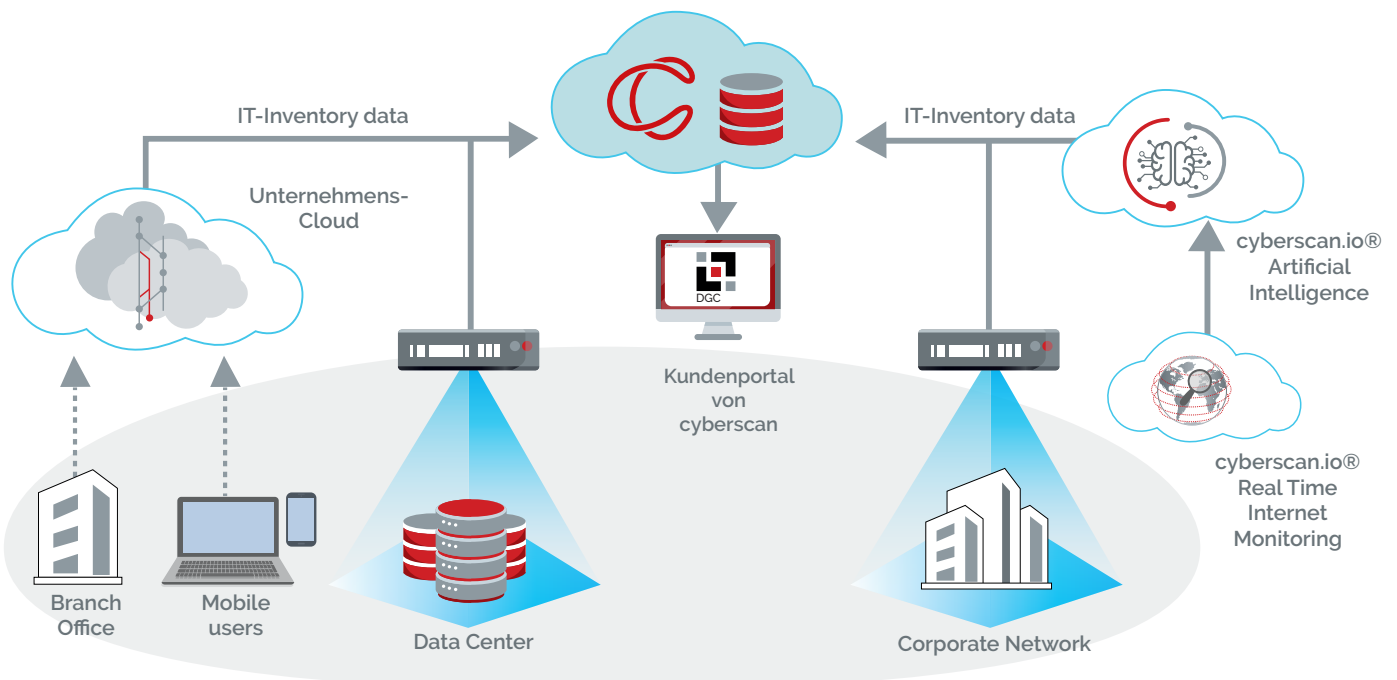 IT-Inventory data
IT-Inventory data
Unternehmens-
Cloud
cyberscan.io®
Artificial
Intelligence
DGC
Kundenportal
von
cyberscan
cyberscan.io®
Real Time
Internet
Monitoring
Branch
Office
Mobile
users
Data Center
Corporate Network